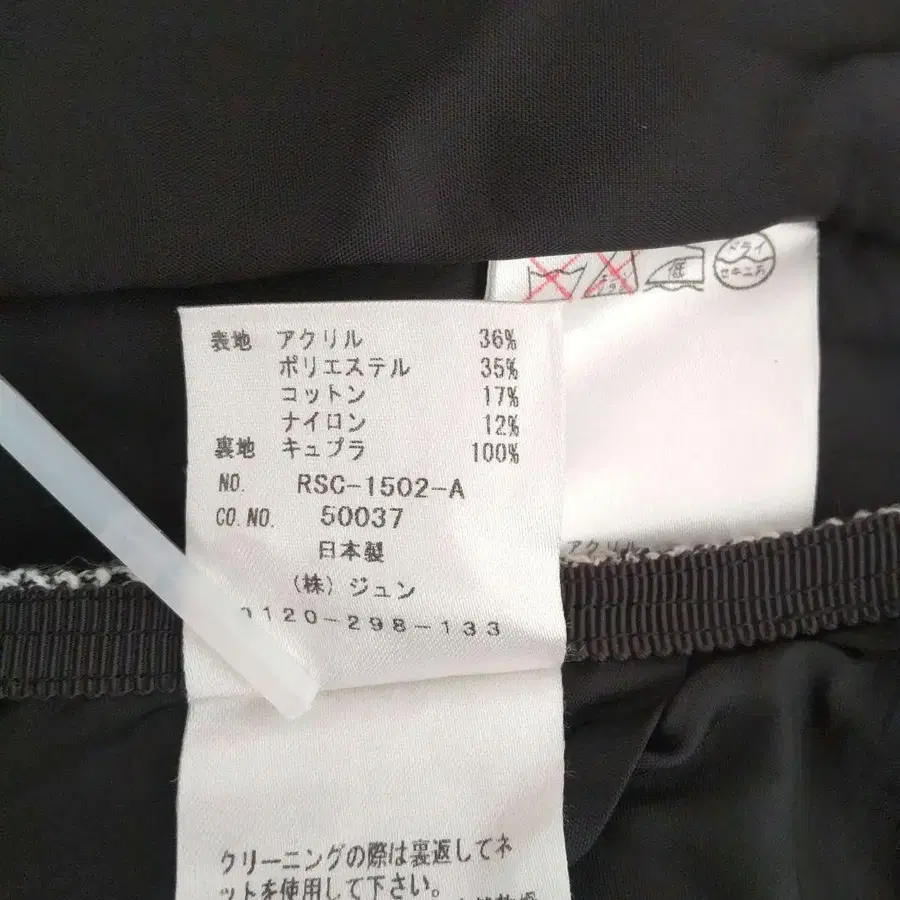 ドライ
セキユ系
低
表地 アクリル 36%
ポリエステル 35%
コットン 17%
ナイロン 12%
裏地 キュプラ 100%
NO. RSC-1502-A
CO.NO. 50037
日本製
(株)ジュン
0120-298-133
アクリル
クリーニングの際は裏返してネ
ットを使用して下さい。